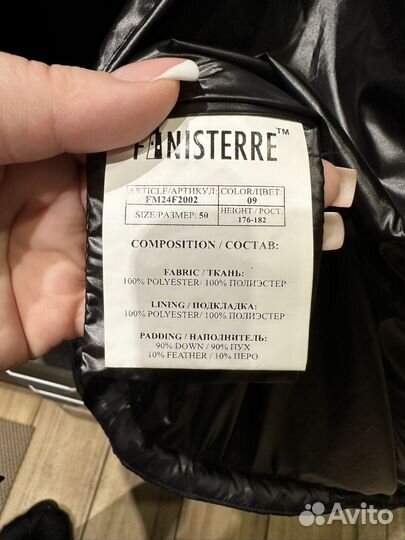 FINISTERRE™
ARTICLE/АРТИКУЛ: COLOR/ЦВЕТ:
FM24F2002 09
SIZE/РАЗМЕР: 50 HEIGHT / РОСТ:
176-182
COMPOSITION / СОСТАВ:
FABRIC / ТКАНЬ:
100% POLYESTER/ 100% ПОЛИЭСТЕР
LINING / ПОДКЛАДКА:
100% POLYESTER/ 100% ПОЛИЭСТЕР
PADDING / НАПОЛНИТЕЛЬ:
90% DOWN / 90% ПУХ
10% FEATHER / 10% ПЕРО
Avito